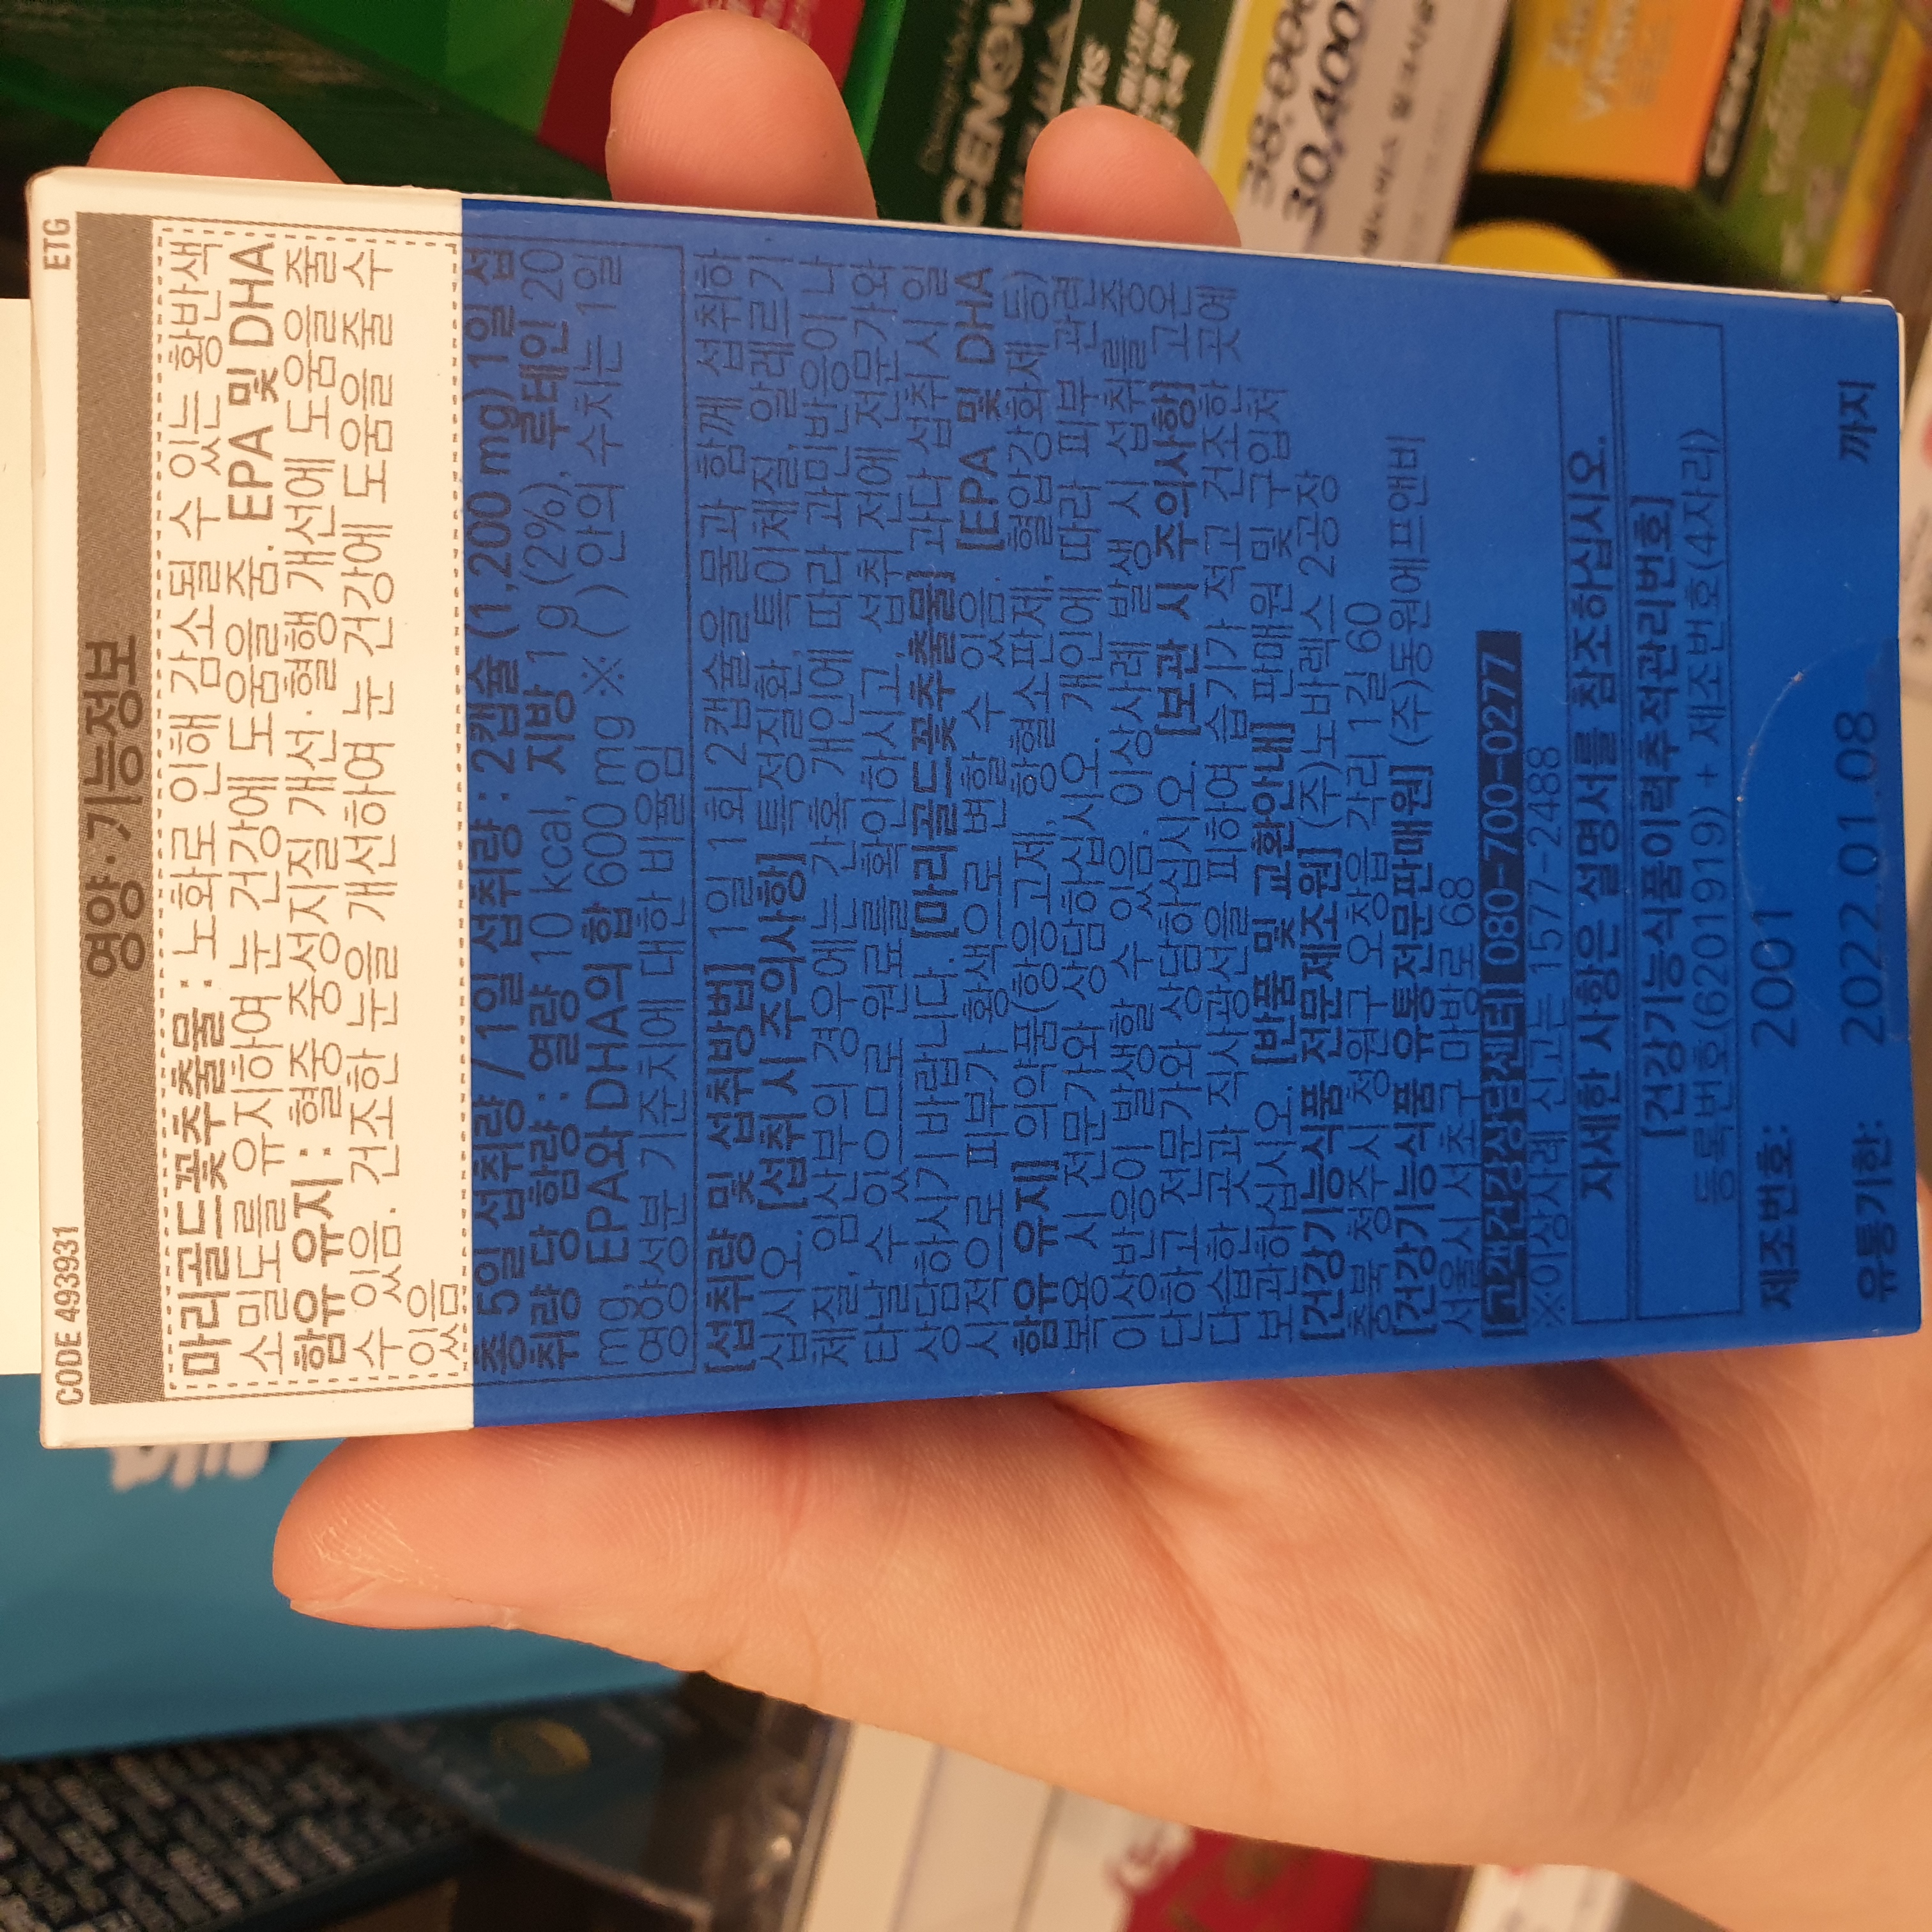 CODE 493931
ETG
영양·기능정보
마리골드꽃추출물 : 노화로 인해 감소될 수 있는 황반색
소밀도를 유지하여 눈 건강에 도움을 줌. EPA 및 DHA
함유 유지 : 혈중 중성지질 개선·혈행 개선에 도움을 줄
수 있음. 건조한 눈을 개선하여 눈 건강에 도움을 줄 수
있음
총 5일 섭취량 / 1일 섭취량 : 2캡슐 (1,200 mg) 1일 섭
취량 당 함량 : 열량 10 kcal, 지방 1 g (2%), 루테인 20
mg, EPA와 DHA의 합 600 mg ※ ( ) 안의 수치는 1일
영양성분 기준치에 대한 비율임
[섭취량 및 섭취방법] 1일 1회 2캡슐을 물과 함께 섭취하
십시오. [섭취 시 주의사항] 특정질환, 특이체질, 알레르기
체질, 임산부의 경우에는 간혹 개인에 따라 과민반응이 나
타날 수 있으므로 원료를 확인하시고, 섭취 전에 전문가와
상담하시기 바랍니다. [마리골드꽃추출물] 과다 섭취 시 일
시적으로 피부가 황색으로 변할 수 있음. [EPA 및 DHA
함유 유지] 의약품(항응고제, 항혈소판제, 혈압강화제 등)
복용 시 전문가와 상담하십시오. 개인에 따라 피부 관련
이상반응이 발생할 수 있음. 이상사례 발생 시 섭취를 중
단하고 전문가와 상담하십시오. [보관 시 주의사항] 고온
다습한 곳과 직사광선을 피하여 습기가 적고 건조한 곳에
보관하십시오. [반품 및 교환안내] 판매원 및 구입처
[건강기능식품 전문제조원] (주)노바렉스 2공장
충북 청주시 청원구 오창읍 각리 1길 60
[건강기능식품 유통전문판매원] (주)동원에프앤비
서울시 서초구 마방로 68
[고객건강상담센터] 080-700-0277
※이상사례 신고는 1577-2488
자세한 사항은 설명서를 참조하십시오.
[건강기능식품이력추적관리번호]
등록번호(6201919) + 제조번호(4자리)
제조번호: 2001
유통기한: 2022.01.08 까지
30,400